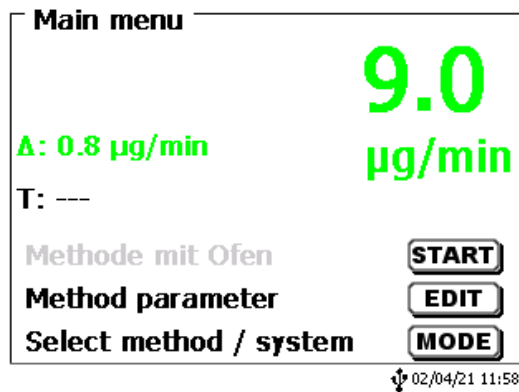 Main menu
9.0
Δ: 0.8 µg/min
µg/min
T: ---
Methode mit Ofen START
Method parameter EDIT
Select method / system MODE
02/04/21 11:58